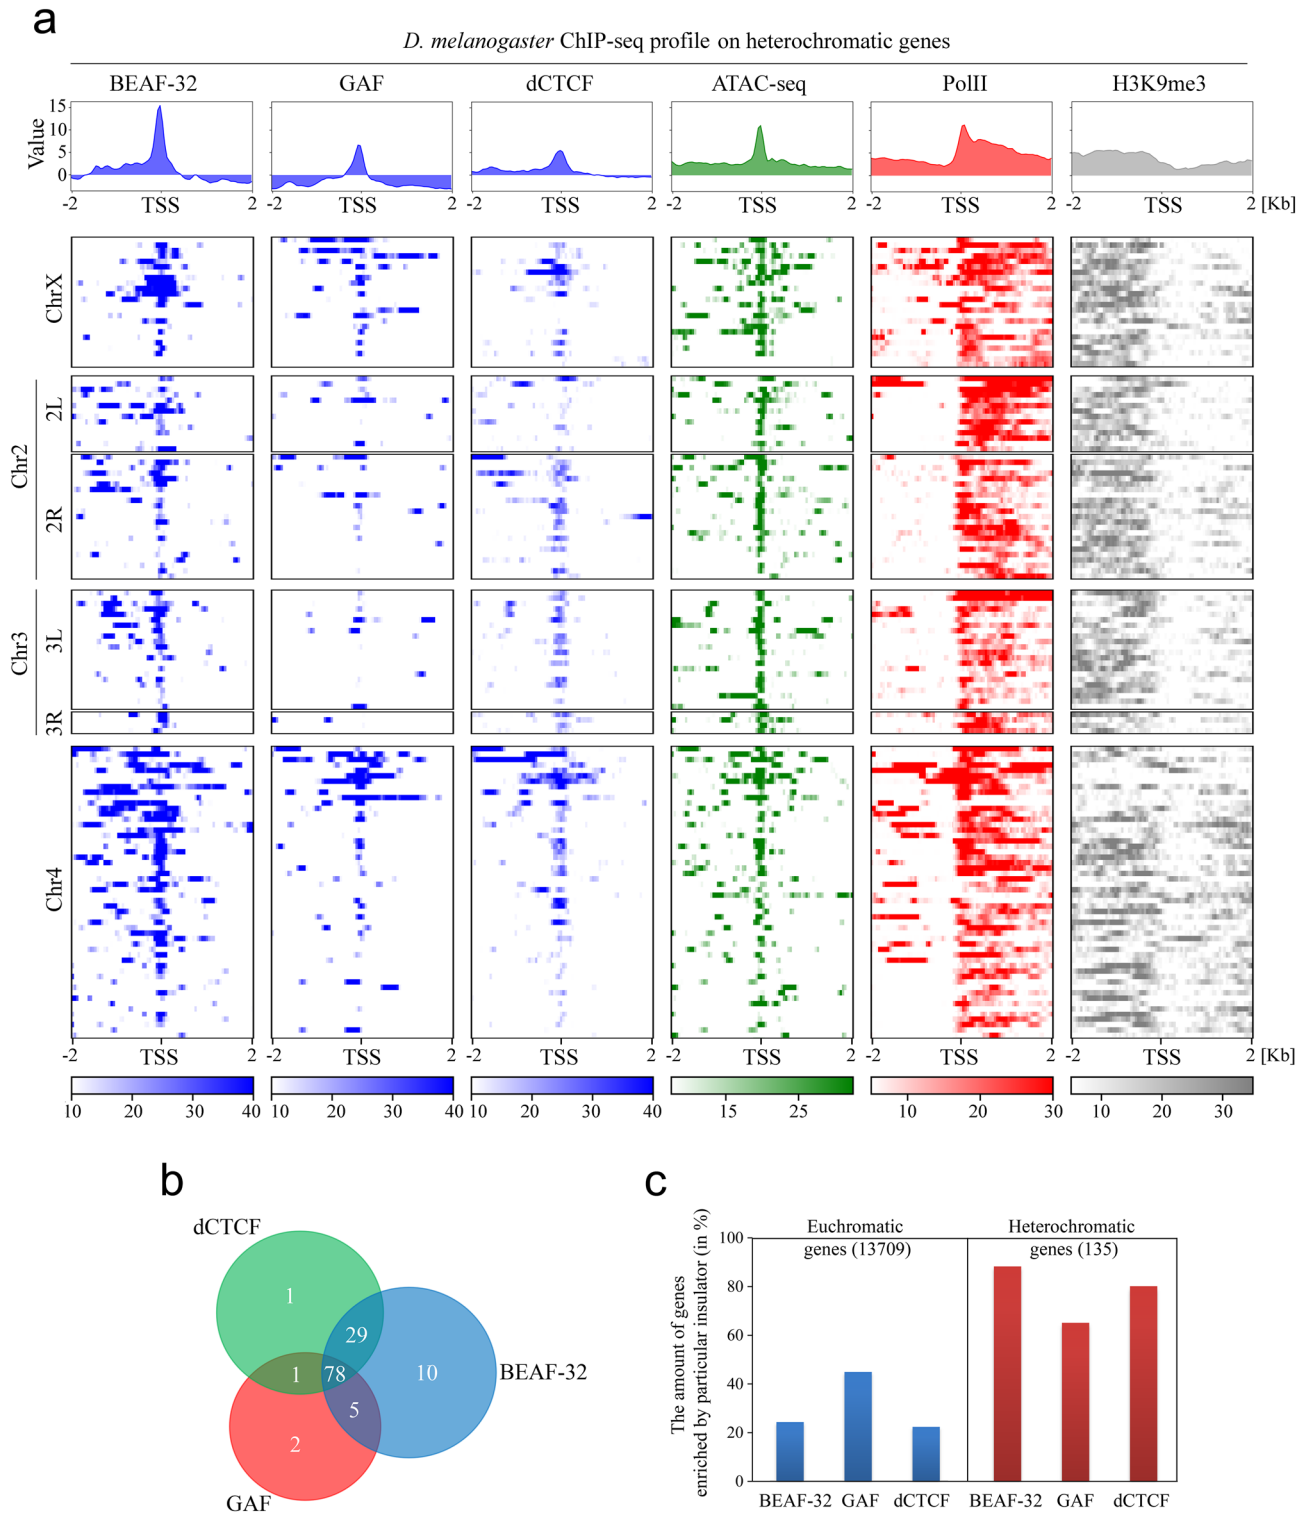 a
D. melanogaster ChIP-seq profile on heterochromatic genes
BEAF-32 GAF dCTCF ATAC-seq PolII H3K9me3
Value
15
10
5
0
-2 TSS 2 -2 TSS 2 -2 TSS 2 -2 TSS 2 -2 TSS 2 -2 TSS 2 [Kb]
ChrX
Chr2
2L
2R
Chr3
3L
3R
Chr4
-2 TSS 2 -2 TSS 2 -2 TSS 2 -2 TSS 2 -2 TSS 2 -2 TSS 2 [Kb]
10 20 30 40 10 20 30 40 10 20 30 40 15 25 10 20 30 10 20 30
b
dCTCF
1
29
1 78 10 BEAF-32
5
2
GAF
c
The amount of genes
enriched by particular insulator (in %)
Euchromatic
genes (13709)
Heterochromatic
genes (135)
100
80
60
40
20
0
BEAF-32 GAF dCTCF BEAF-32 GAF dCTCF